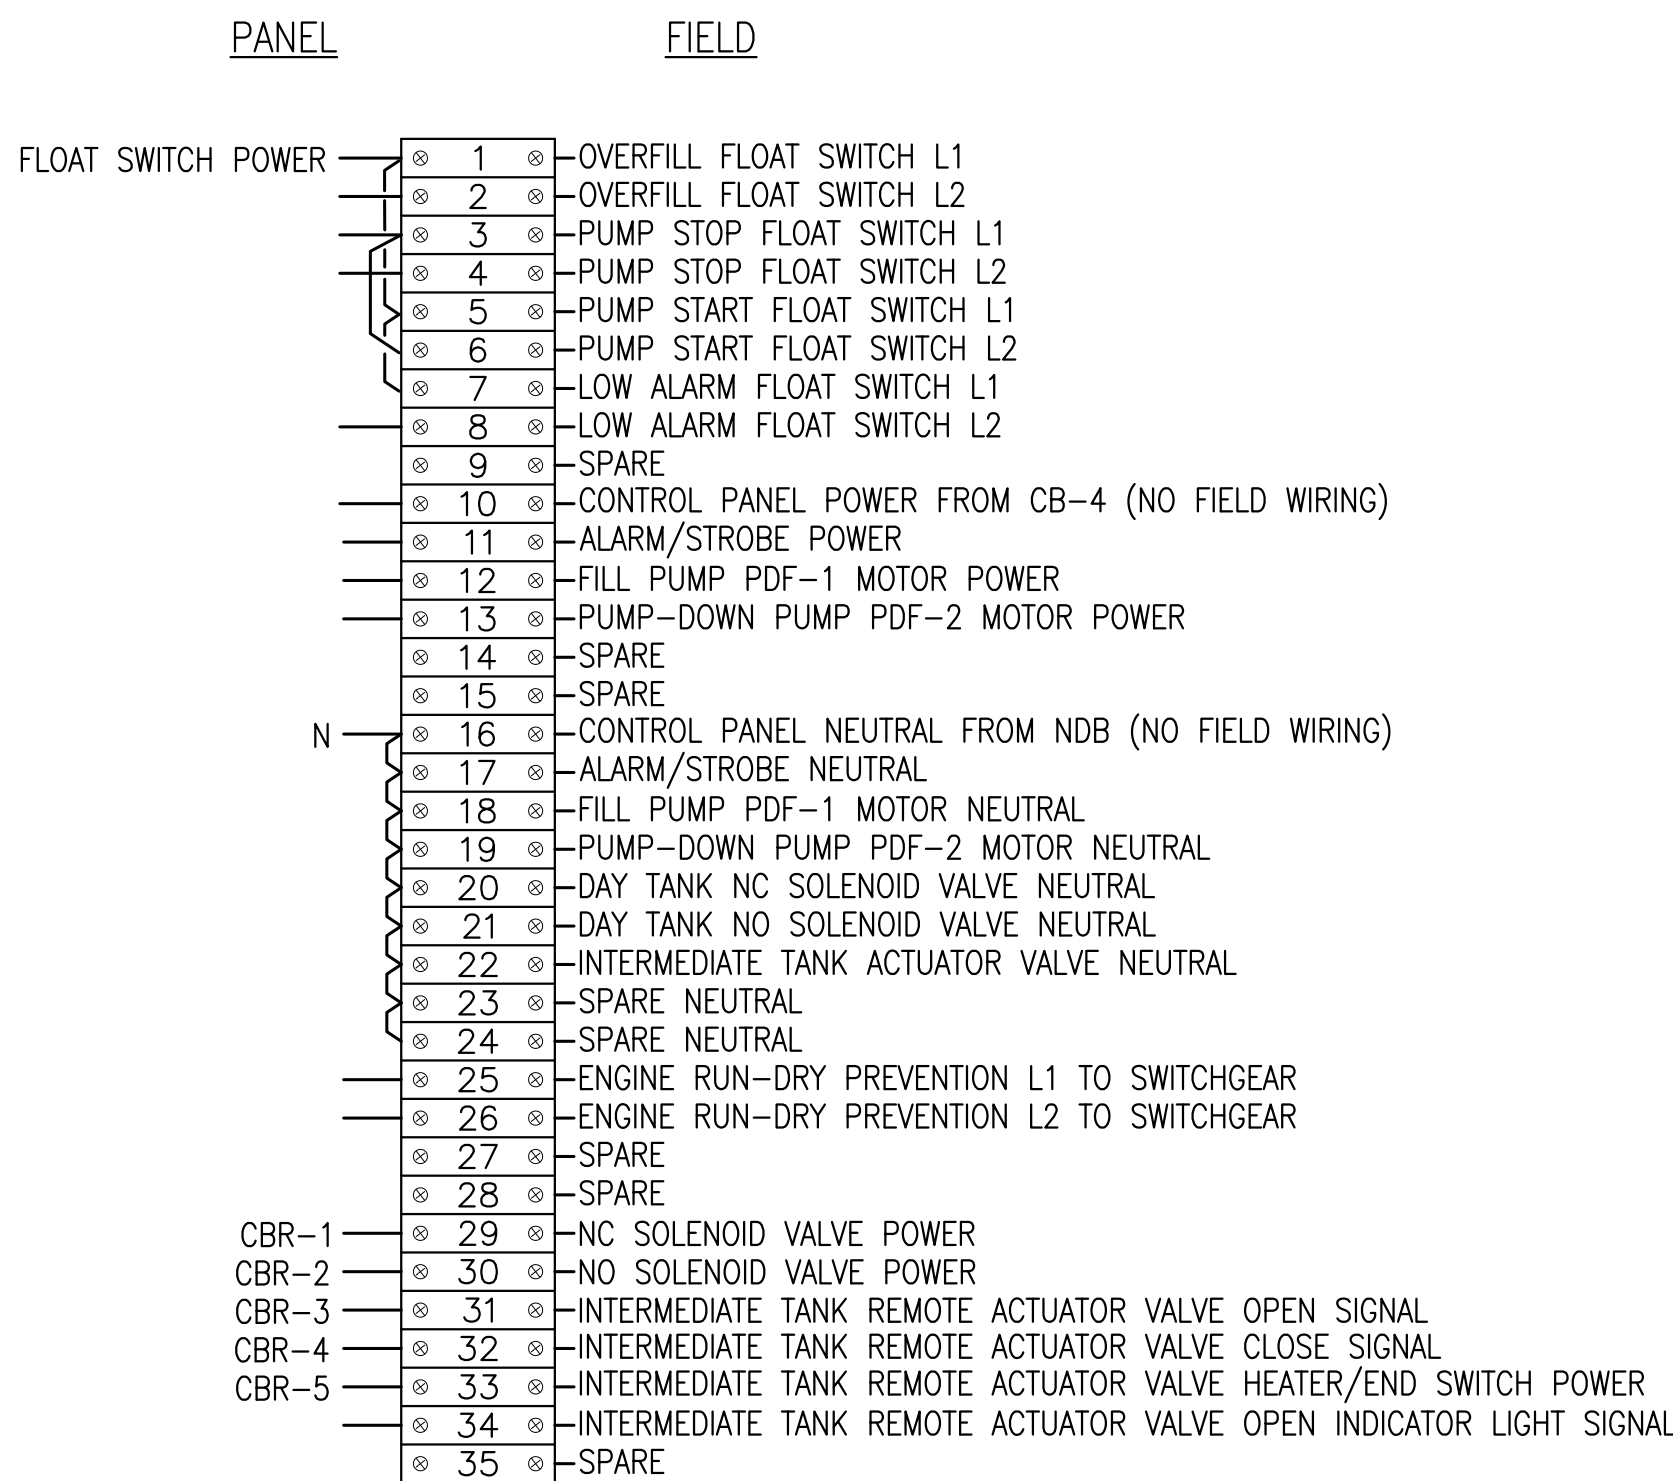 PANEL FIELD
FLOAT SWITCH POWER 1 OVERFILL FLOAT SWITCH L1
2 OVERFILL FLOAT SWITCH L2
3 PUMP STOP FLOAT SWITCH L1
4 PUMP STOP FLOAT SWITCH L2
5 PUMP START FLOAT SWITCH L1
6 PUMP START FLOAT SWITCH L2
7 LOW ALARM FLOAT SWITCH L1
8 LOW ALARM FLOAT SWITCH L2
9 SPARE
10 CONTROL PANEL POWER FROM CB-4 (NO FIELD WIRING)
11 ALARM/STROBE POWER
12 FILL PUMP PDF-1 MOTOR POWER
13 PUMP-DOWN PUMP PDF-2 MOTOR POWER
14 SPARE
15 SPARE
N 16 CONTROL PANEL NEUTRAL FROM NDB (NO FIELD WIRING)
17 ALARM/STROBE NEUTRAL
18 FILL PUMP PDF-1 MOTOR NEUTRAL
19 PUMP-DOWN PUMP PDF-2 MOTOR NEUTRAL
20 DAY TANK NC SOLENOID VALVE NEUTRAL
21 DAY TANK NO SOLENOID VALVE NEUTRAL
22 INTERMEDIATE TANK ACTUATOR VALVE NEUTRAL
23 SPARE NEUTRAL
24 SPARE NEUTRAL
25 ENGINE RUN-DRY PREVENTION L1 TO SWITCHGEAR
26 ENGINE RUN-DRY PREVENTION L2 TO SWITCHGEAR
27 SPARE
28 SPARE
CBR-1 29 NC SOLENOID VALVE POWER
CBR-2 30 NO SOLENOID VALVE POWER
CBR-3 31 INTERMEDIATE TANK REMOTE ACTUATOR VALVE OPEN SIGNAL
CBR-4 32 INTERMEDIATE TANK REMOTE ACTUATOR VALVE CLOSE SIGNAL
CBR-5 33 INTERMEDIATE TANK REMOTE ACTUATOR VALVE HEATER/END SWITCH POWER
34 INTERMEDIATE TANK REMOTE ACTUATOR VALVE OPEN INDICATOR LIGHT SIGNAL
35 SPARE